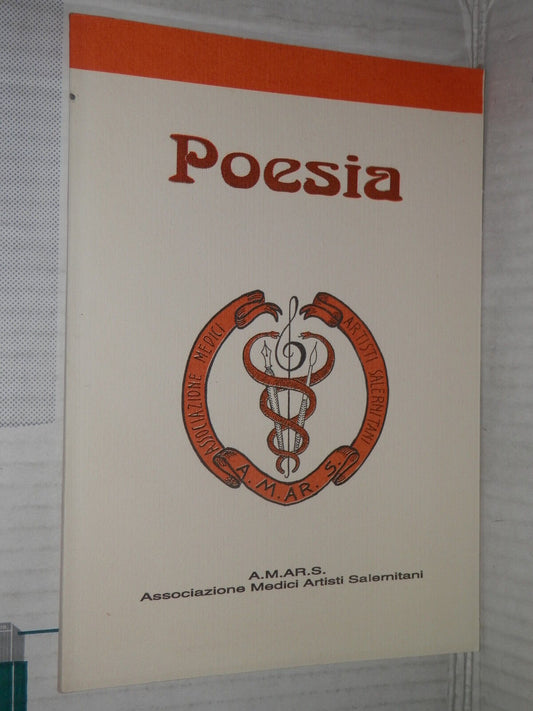 Poesia
ASSOCIAZIONE MEDICI
ARTISTI SALERNITANI
A.M.AR.S.
A.M.AR.S.
Associazione Medici Artisti Salernitani